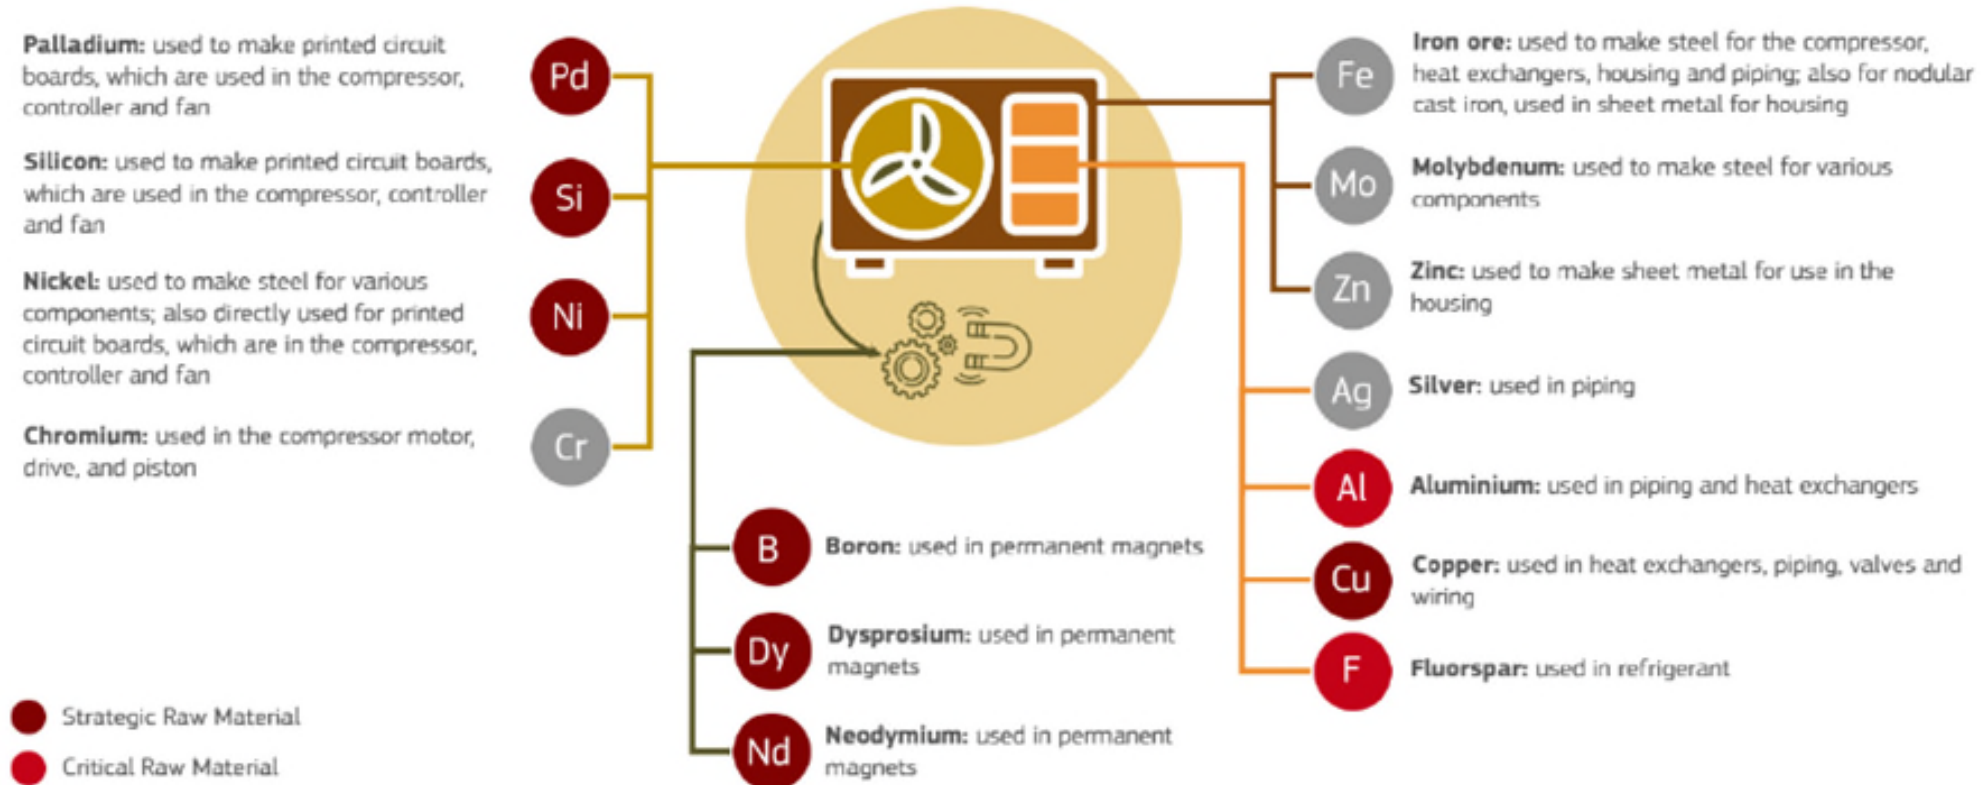 Palladium: used to make printed circuit
boards, which are used in the compressor,
controller and fan
Pd
Silicon: used to make printed circuit boards,
which are used in the compressor, controller
and fan
Si
Nickel: used to make steel for various
components; also directly used for printed
circuit boards, which are in the compressor,
controller and fan
Ni
Chromium: used in the compressor motor,
drive, and piston
Cr
B
Boron: used in permanent magnets
Dy
Dysprosium: used in permanent
magnets
Nd
Neodymium: used in permanent
magnets
Fe
Iron ore: used to make steel for the compressor,
heat exchangers, housing and piping; also for nodular
cast iron, used in sheet metal for housing
Mo
Molybdenum: used to make steel for various
components
Zn
Zinc: used to make sheet metal for use in the
housing
Ag
Silver: used in piping
Al
Aluminium: used in piping and heat exchangers
Cu
Copper: used in heat exchangers, piping, valves and
wiring
F
Fluorspar: used in refrigerant
Strategic Raw Material
Critical Raw Material